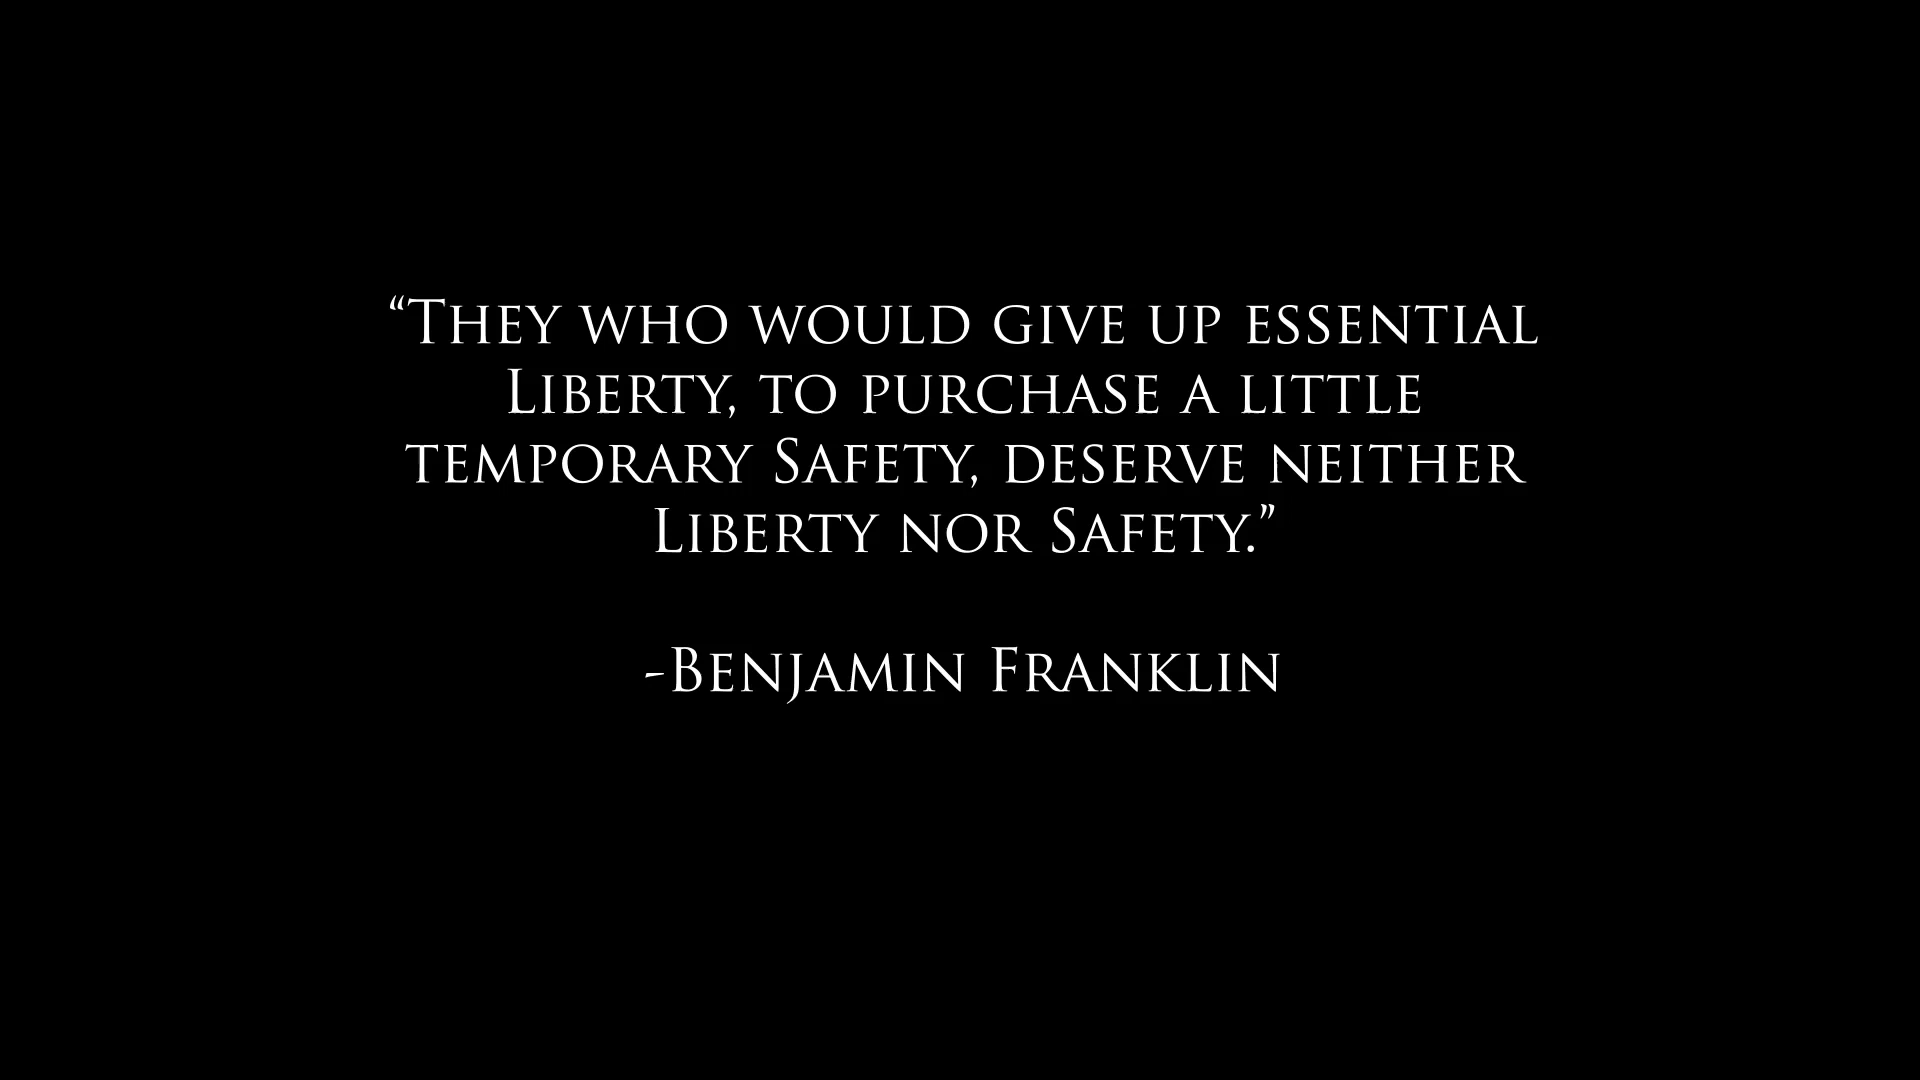 “They who would give up essential
Liberty, to purchase a little
temporary Safety, deserve neither
Liberty nor Safety.”
-Benjamin Franklin